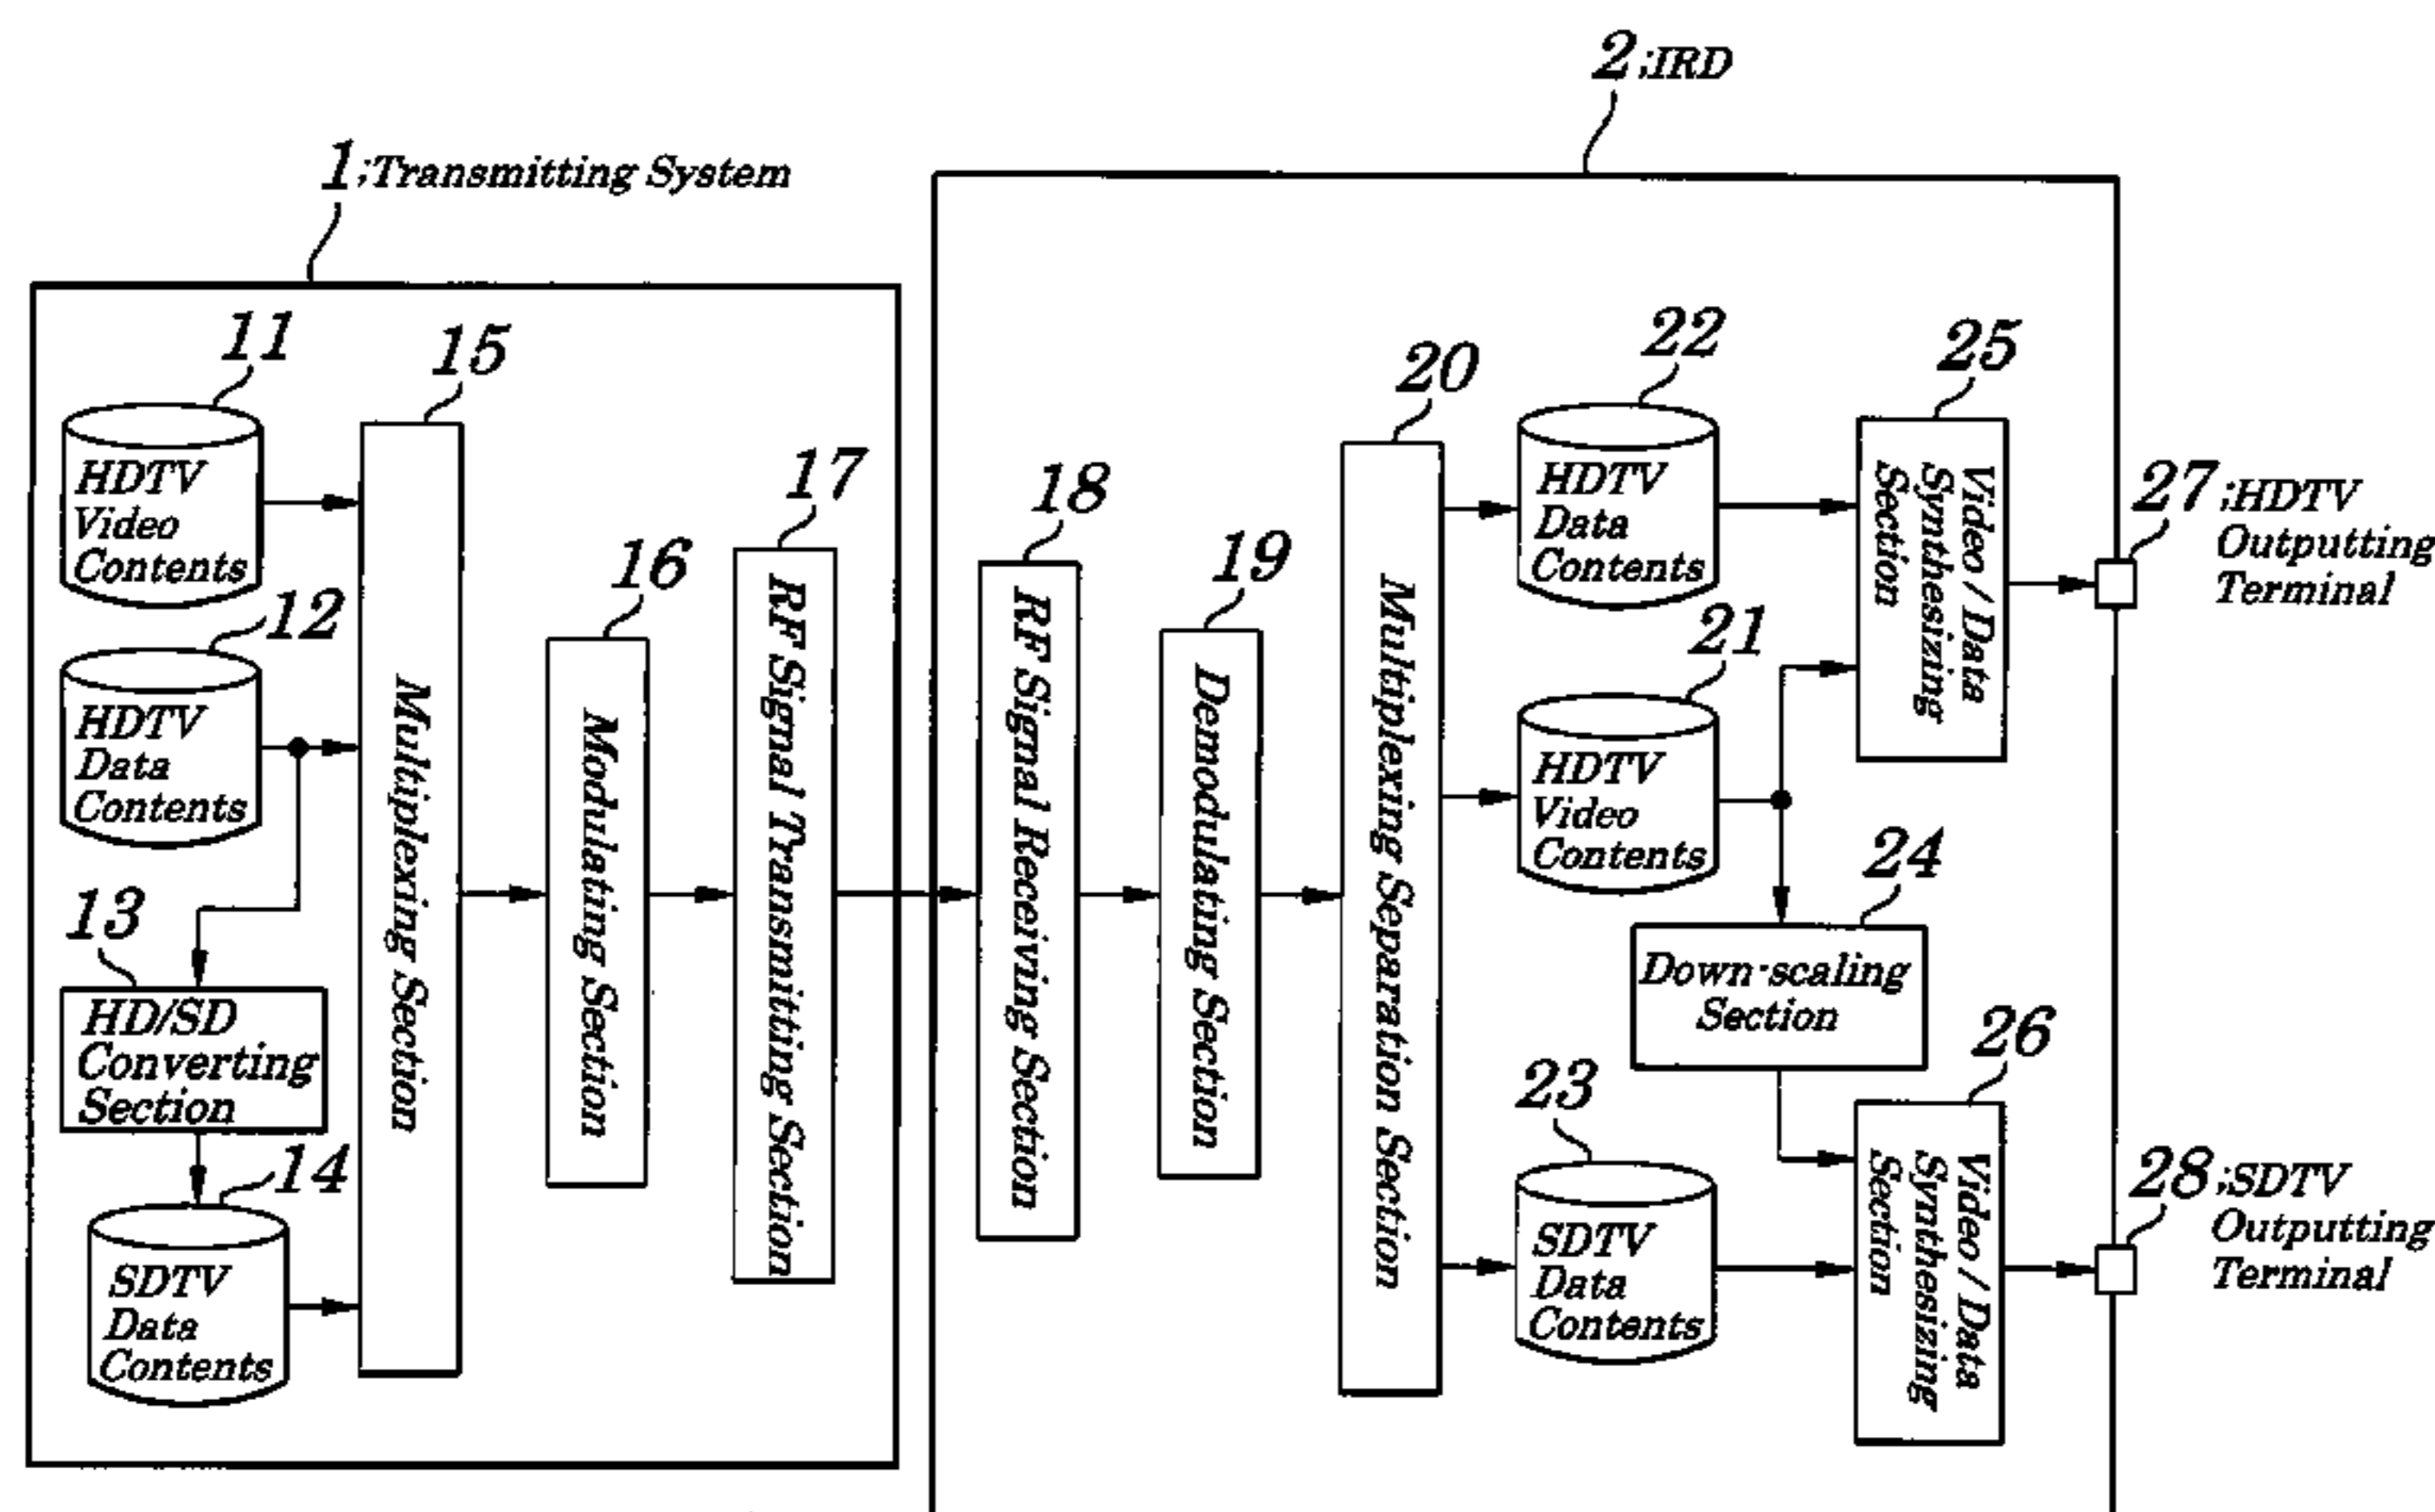 2;IRD
1;Transmitting System
11
HDTV
Video
Contents
12
HDTV
Data
Contents
13
HD/SD
Converting
Section
14
SDTV
Data
Contents
15
Multiplexing Section
16
Modulating Section
17
RF Signal Transmitting Section
18
RF Signal Receiving Section
19
Demodulating Section
20
Multiplexing Separation Section
22
HDTV
Data
Contents
21
HDTV
Video
Contents
24
Down-scaling
Section
23
SDTV
Data
Contents
25
Video / Data
Synthesizing
Section
26
Video / Data
Synthesizing
Section
27;HDTV
Outputting
Terminal
28;SDTV
Outputting
Terminal